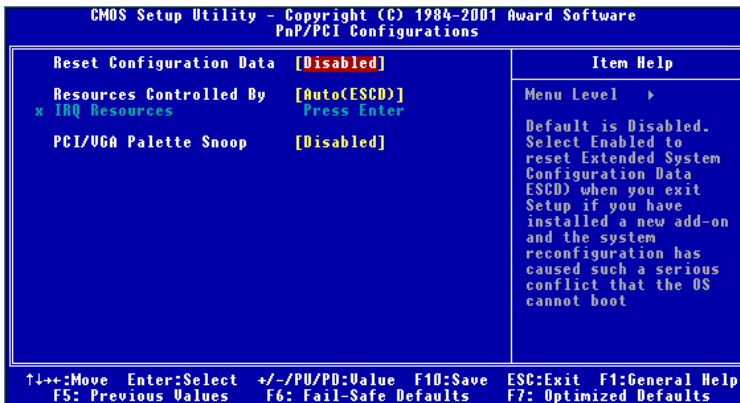 CMOS Setup Utility - Copyright (C) 1984-2001 Award Software
PnP/PCI Configurations
Reset Configuration Data [Disabled]
Resources Controlled By [Auto(ESCD)]
x IRQ Resources Press Enter
PCI/VGA Palette Snoop [Disabled]
Item Help
Menu Level ▸
Default is Disabled.
Select Enabled to
reset Extended System
Configuration Data
ESCD) when you exit
Setup if you have
installed a new add-on
and the system
reconfiguration has
caused such a serious
conflict that the OS
cannot boot
↑↓→←:Move Enter:Select +/-/PU/PD:Value F10:Save ESC:Exit F1:General Help
F5: Previous Values F6: Fail-Safe Defaults F7: Optimized Defaults